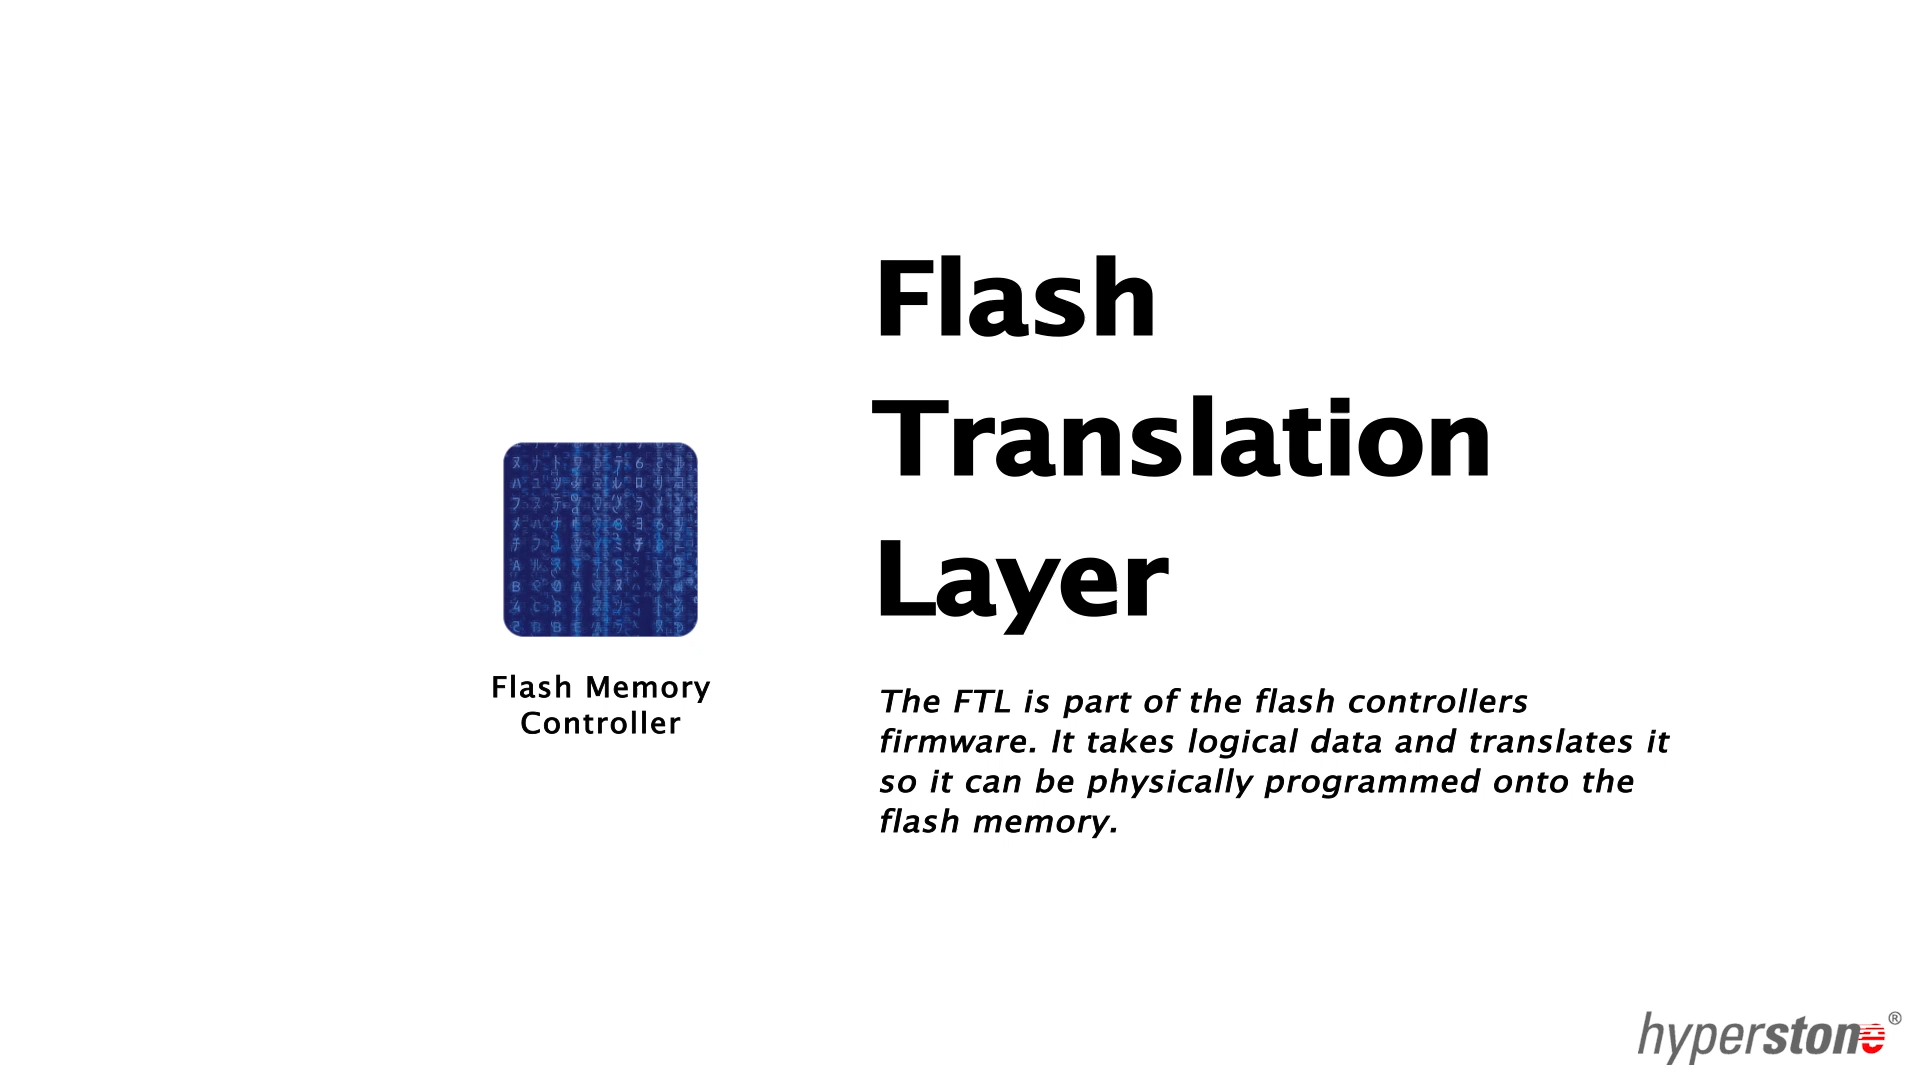 Flash
Translation
Layer
Flash Memory
Controller
The FTL is part of the flash controllers
firmware. It takes logical data and translates it
so it can be physically programmed onto the
flash memory.
hyperstone®